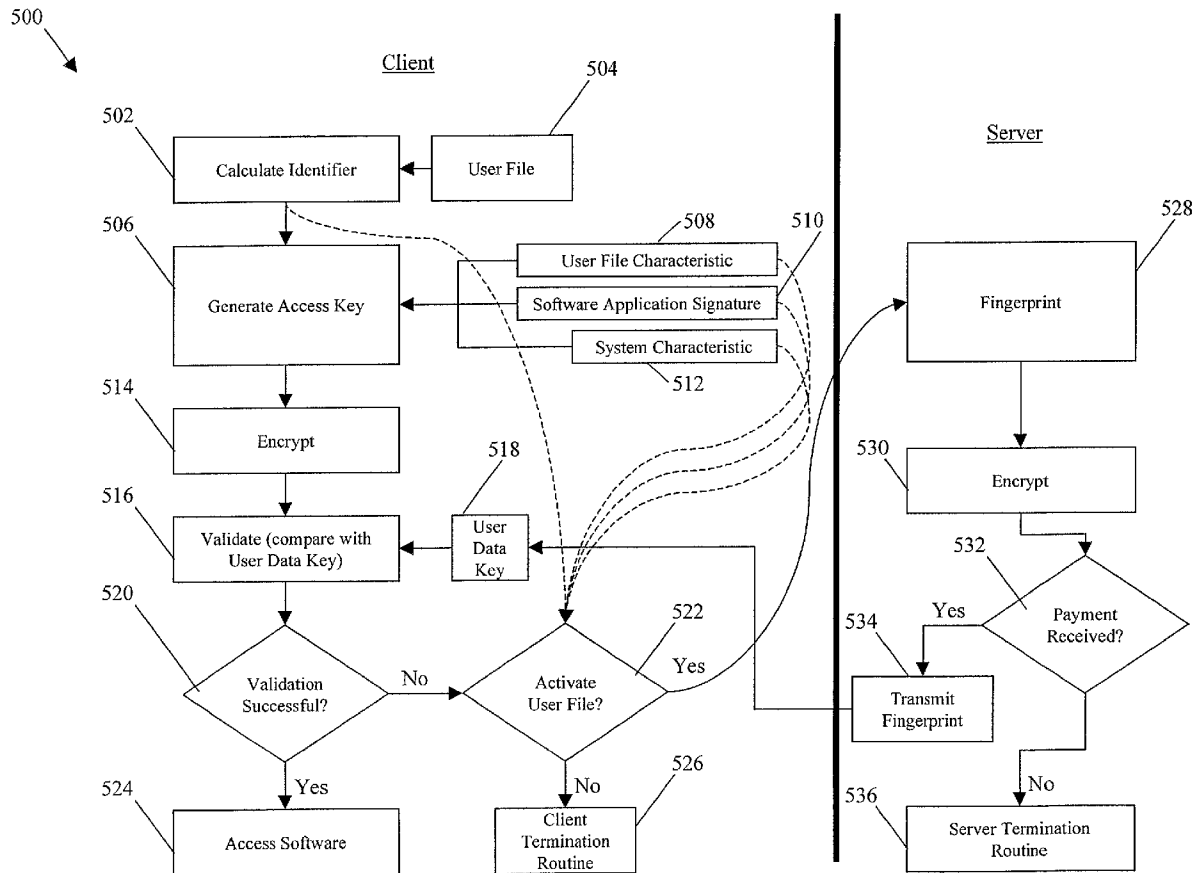 500
Client
504
502
Server
Calculate Identifier
User File
508
510
528
506
User File Characteristic
Generate Access Key
Software Application Signature
Fingerprint
System Characteristic
512
514
Encrypt
518
530
Encrypt
516
Validate (compare with
User Data Key)
User
Data
Key
532
520
522
Yes
534
Payment
Received?
Validation
Successful?
No
Activate
User File?
Yes
Transmit
Fingerprint
524
Yes
No
526
No
536
Access Software
Client
Termination
Routine
Server Termination
Routine